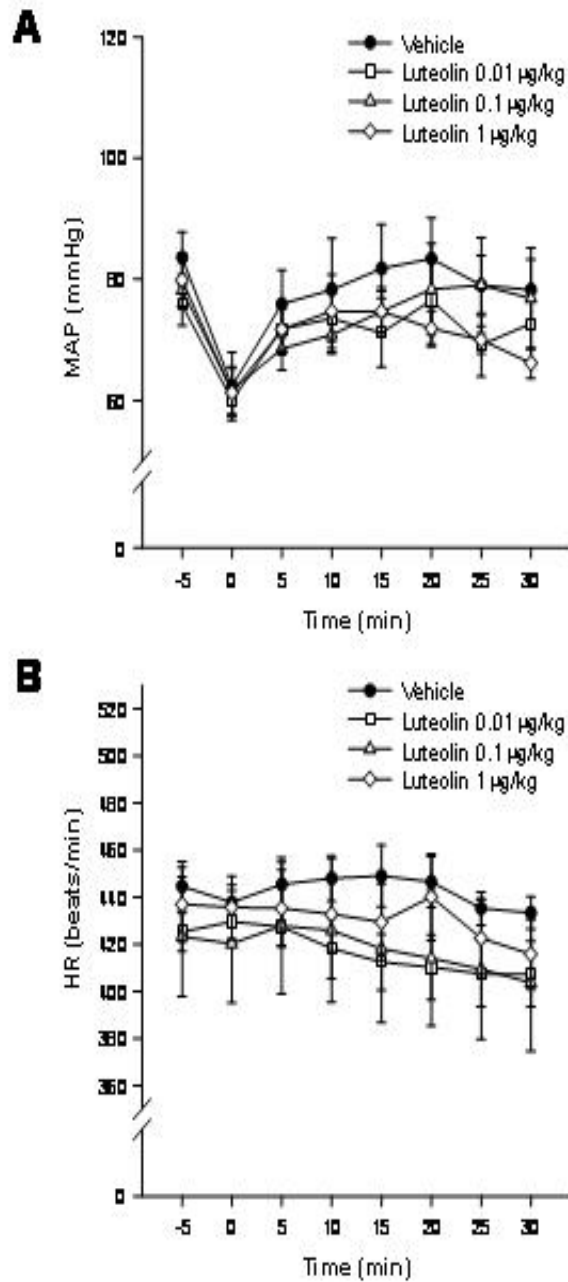 A
120
Vehicle
Luteolin 0.01 µg/kg
Luteolin 0.1 µg/kg
Luteolin 1 µg/kg
100
80
60
0
MAP (mmHg)
-5 0 5 10 15 20 25 30
Time (min)
B
Vehicle
Luteolin 0.01 µg/kg
Luteolin 0.1 µg/kg
Luteolin 1 µg/kg
520
500
480
460
440
420
400
380
360
0
HR (beats/min)
-5 0 5 10 15 20 25 30
Time (min)